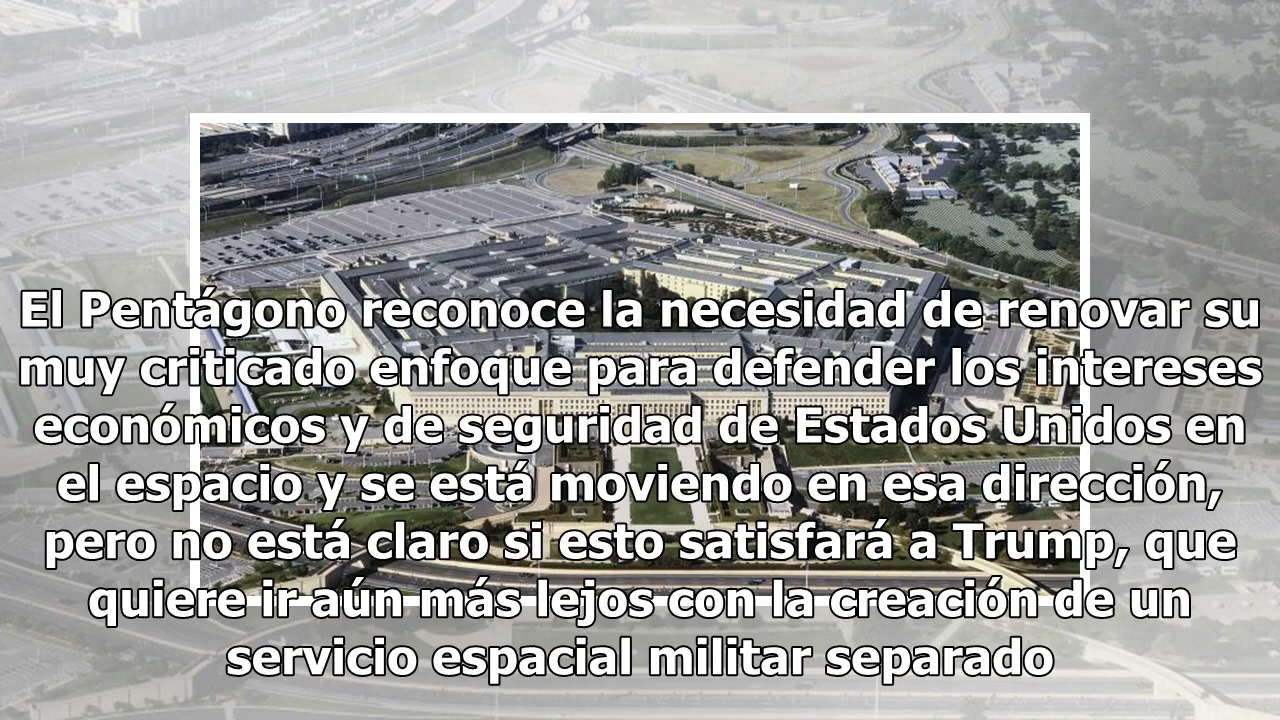 El Pentágono reconoce la necesidad de renovar su
muy criticado enfoque para defender los intereses
económicos y de seguridad de Estados Unidos en
el espacio y se está moviendo en esa dirección,
pero no está claro si esto satisfará a Trump, que
quiere ir aún más lejos con la creación de un
servicio espacial militar separado